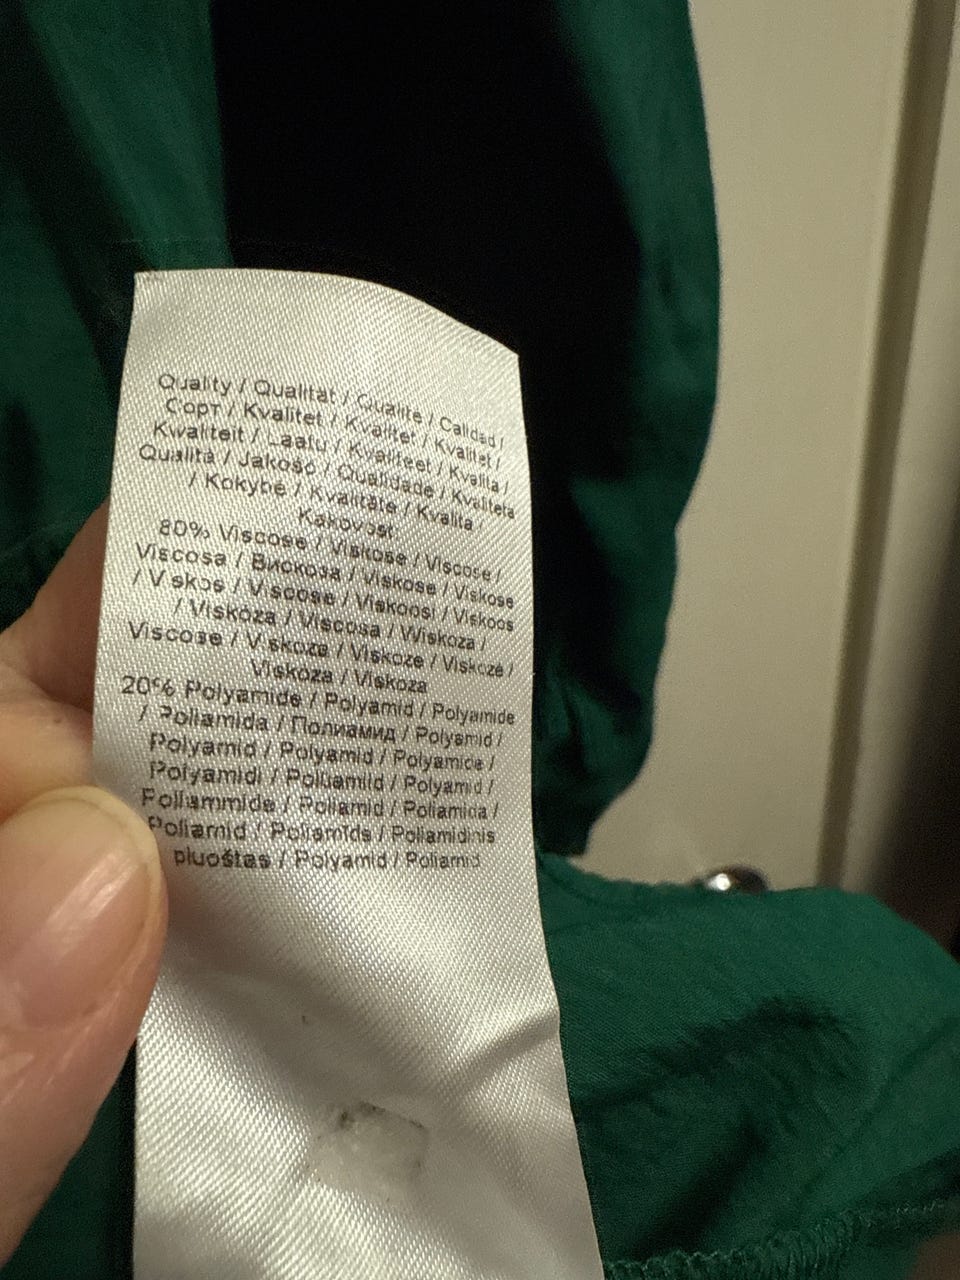 Quality / Qualität / Qualité / Calidad /
Сорт / Kvalitet / Kvalitet / Kvalitet /
Kwaliteit / Laatu / Kvaliteet / Kvalita /
Qualità / Jakość / Qualidade / Kvaliteta
/ Kokybė / Kvalitāte / Kvalita /
Kakovost
80% Viscose / Viskose / Viscose /
Viscosa / Вискоза / Viskose / Viskose
/ Viskos / Viscose / Viskoosi / Viskoos
/ Viskóza / Viscosa / Wiskoza /
Viscose / Viskoza / Viskoze / Viskoze /
Viskóza / Viskoza
20% Polyamide / Polyamid / Polyamide
/ Poliamida / Полиамид / Polyamid /
Polyamid / Polyamid / Polyamide /
Polyamidi / Polüamiid / Polyamid /
Poliammide / Poliamid / Poliamida /
Poliamid / Poliamīds / Poliamidinis
pluoštas / Polyamid / Poliamid